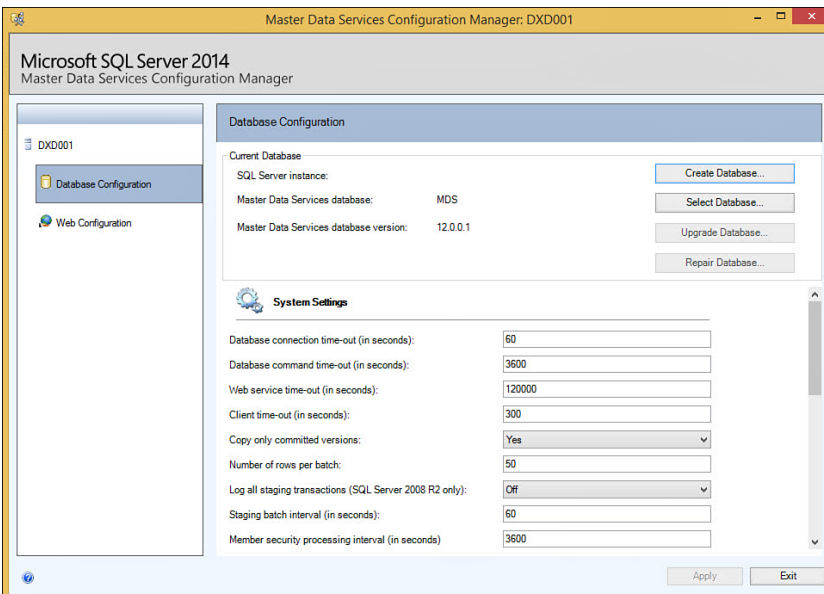 Master Data Services Configuration Manager: DXD001
Microsoft SQL Server 2014
Master Data Services Configuration Manager
DXD001
Database Configuration
Web Configuration
Database Configuration
Current Database
SQL Server instance:
Create Database...
Master Data Services database: MDS
Select Database...
Master Data Services database version: 12.0.0.1
Upgrade Database...
Repair Database...
System Settings
Database connection time-out (in seconds): 60
Database command time-out (in seconds): 3600
Web service time-out (in seconds): 120000
Client time-out (in seconds): 300
Copy only committed versions: Yes
Number of rows per batch: 50
Log all staging transactions (SQL Server 2008 R2 only): Off
Staging batch interval (in seconds): 60
Member security processing interval (in seconds) 3600
Apply Exit